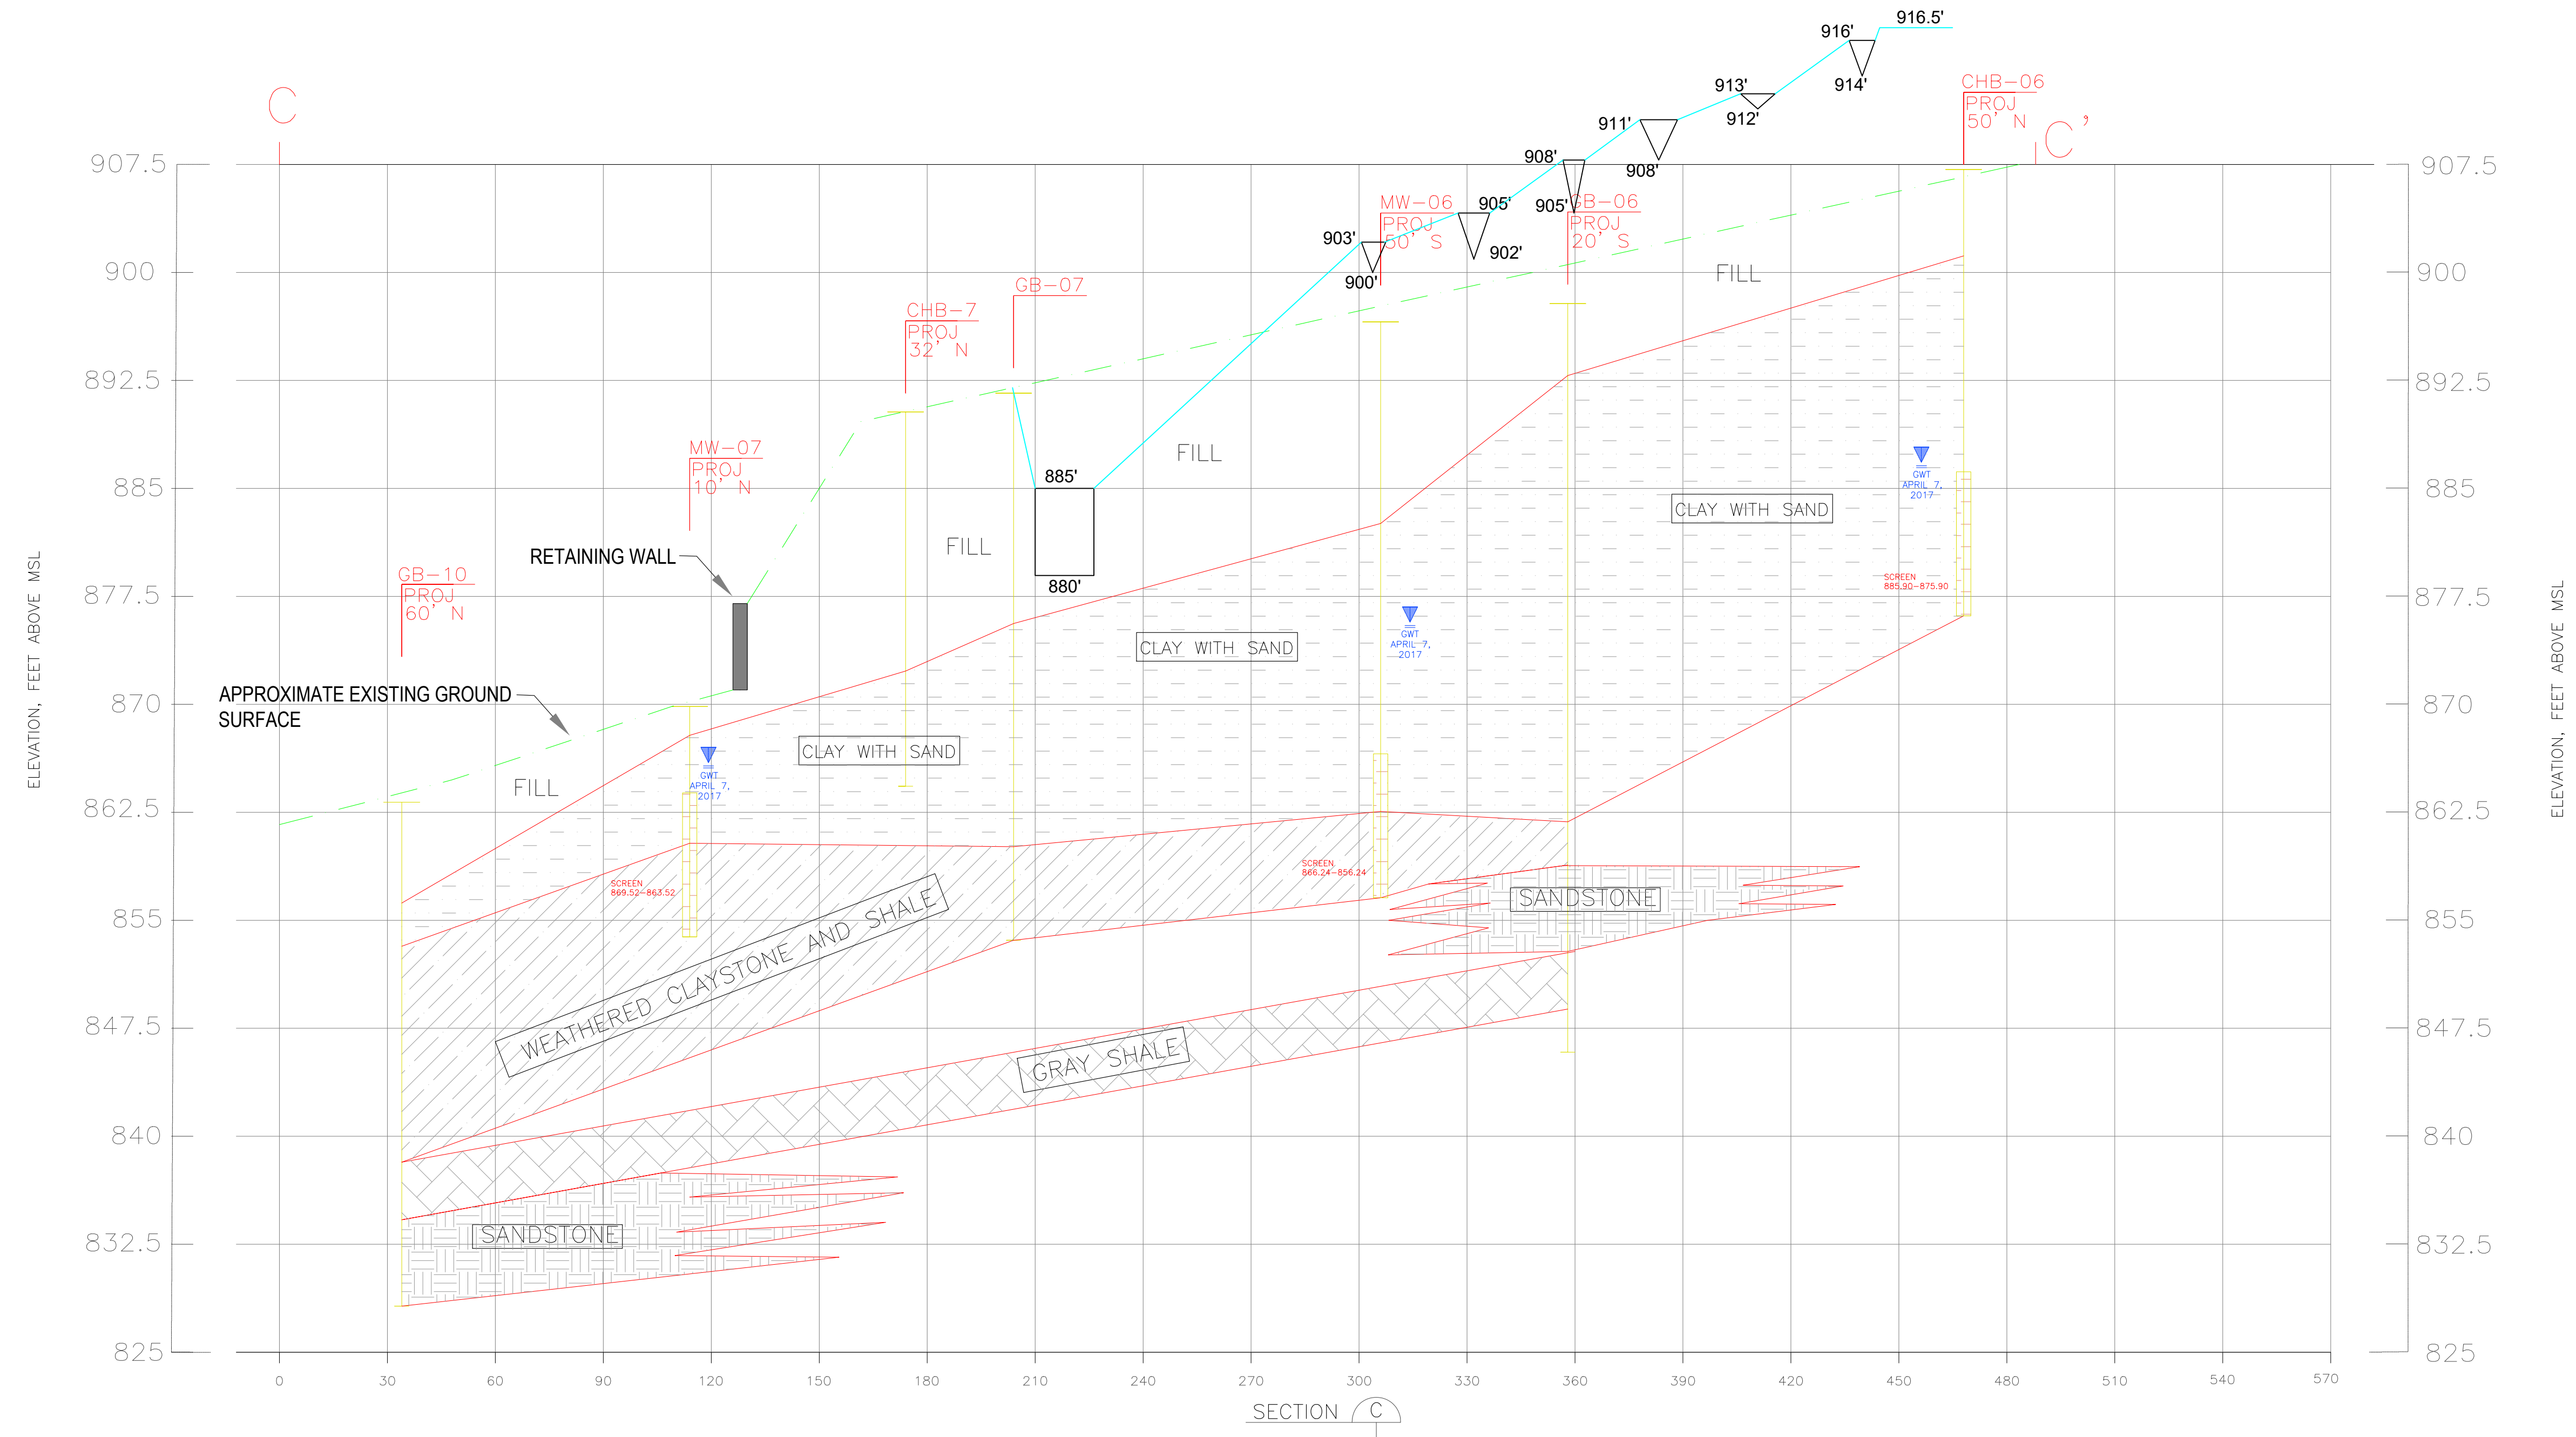 916.5'
916'
914'
913'
912'
911'
908'
908'
905'
905'
902'
903'
900'
C
C'
CHB-06
PROJ
50' N
MW-06
PROJ
50' S
GB-06
PROJ
20' S
GB-07
CHB-7
PROJ
32' N
MW-07
PROJ
10' N
GB-10
PROJ
60' N
907.5
900
892.5
885
877.5
870
862.5
855
847.5
840
832.5
825
ELEVATION, FEET ABOVE MSL
RETAINING WALL
APPROXIMATE EXISTING GROUND
SURFACE
FILL
FILL
FILL
FILL
885'
880'
CLAY WITH SAND
CLAY WITH SAND
CLAY WITH SAND
GWT
APRIL 7,
2017
GWT
APRIL 7,
2017
GWT
APRIL 7,
2017
SCREEN
885.90-875.90
SCREEN
866.24-856.24
SCREEN
869.52-863.52
WEATHERED CLAYSTONE AND SHALE
GRAY SHALE
SANDSTONE
SANDSTONE
907.5
900
892.5
885
877.5
870
862.5
855
847.5
840
832.5
825
ELEVATION, FEET ABOVE MSL
0 30 60 90 120 150 180 210 240 270 300 330 360 390 420 450 480 510 540 570
SECTION C